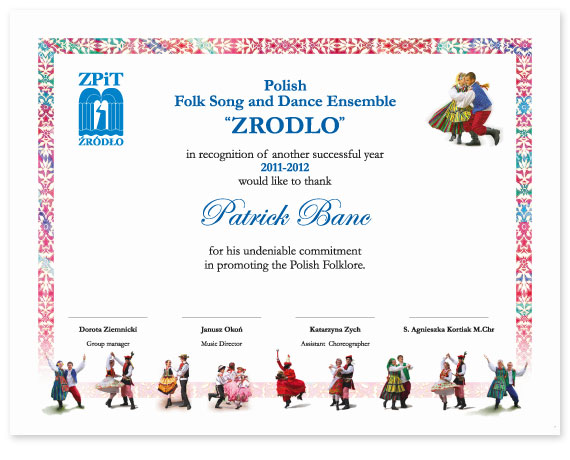 ZPiT
ŹRÓDŁO
Polish
Folk Song and Dance Ensemble
“ZRODLO”
in recognition of another successful year
2011-2012
would like to thank
Patrick Banc
for his undeniable commitment
in promoting the Polish Folklore.
Dorota Ziemnicki
Group manager
Janusz Okoń
Music Director
Katarzyna Zych
Assistant Choreographer
S. Agnieszka Kortiak M.Chr